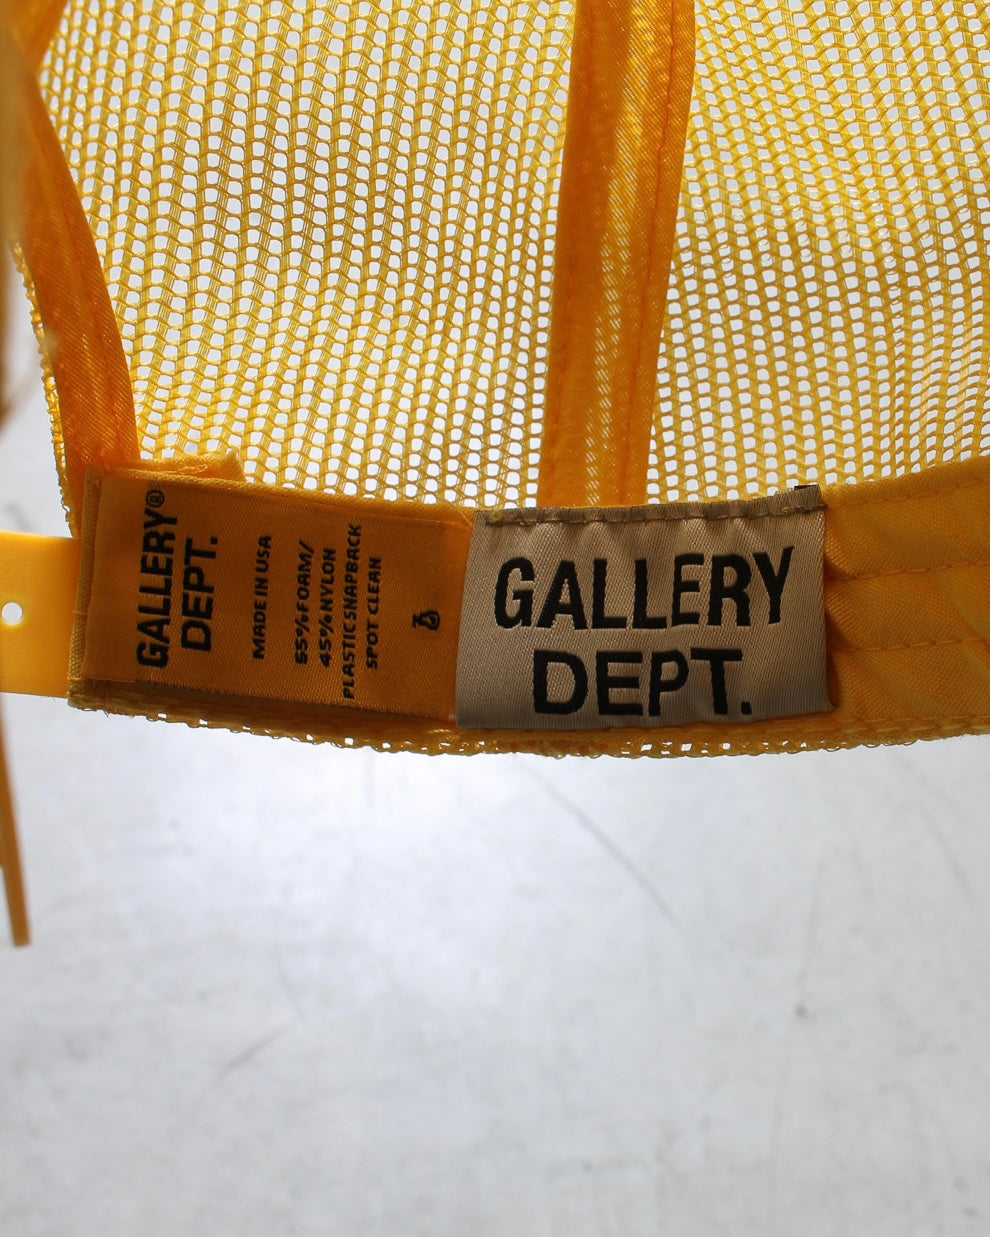 GALLERY®
DEPT.
MADE IN USA
55%FOAM/
45%NYLON
PLASTIC SNAPBACK
SPOT CLEAN
GALLERY
DEPT.